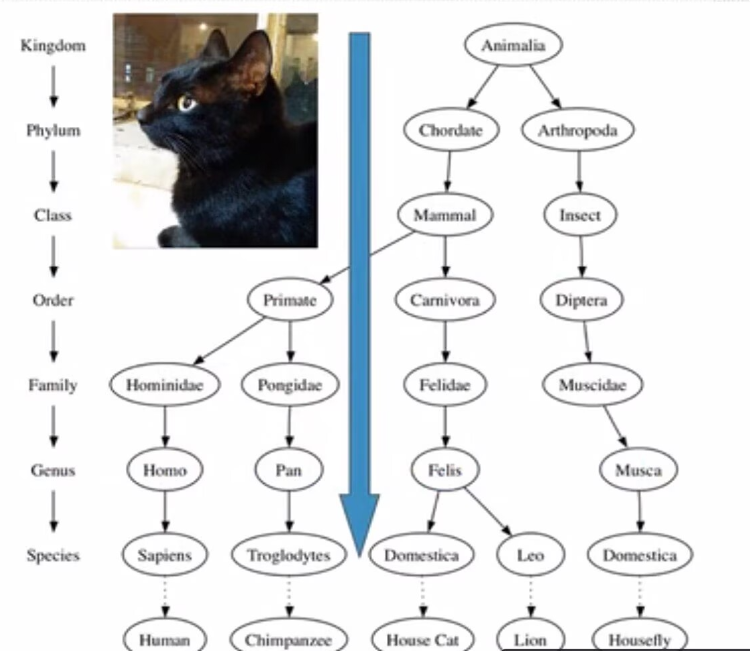 Kingdom
Animalia
Phylum
Chordate
Arthropoda
Class
Mammal
Insect
Order
Primate
Carnivora
Diptera
Family
Hominidae
Pongidae
Felidae
Muscidae
Genus
Homo
Pan
Felis
Musca
Species
Sapiens
Troglodytes
Domestica
Leo
Domestica
Human
Chimpanzee
House Cat
Lion
Housefly